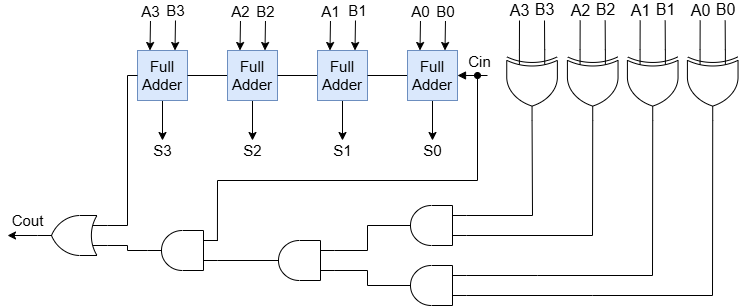 A3 B3 A2 B2 A1 B1 A0 B0 A3 B3 A2 B2 A1 B1 A0 B0
Full Full Full Full Cin
Adder Adder Adder Adder
S3 S2 S1 S0
Cout